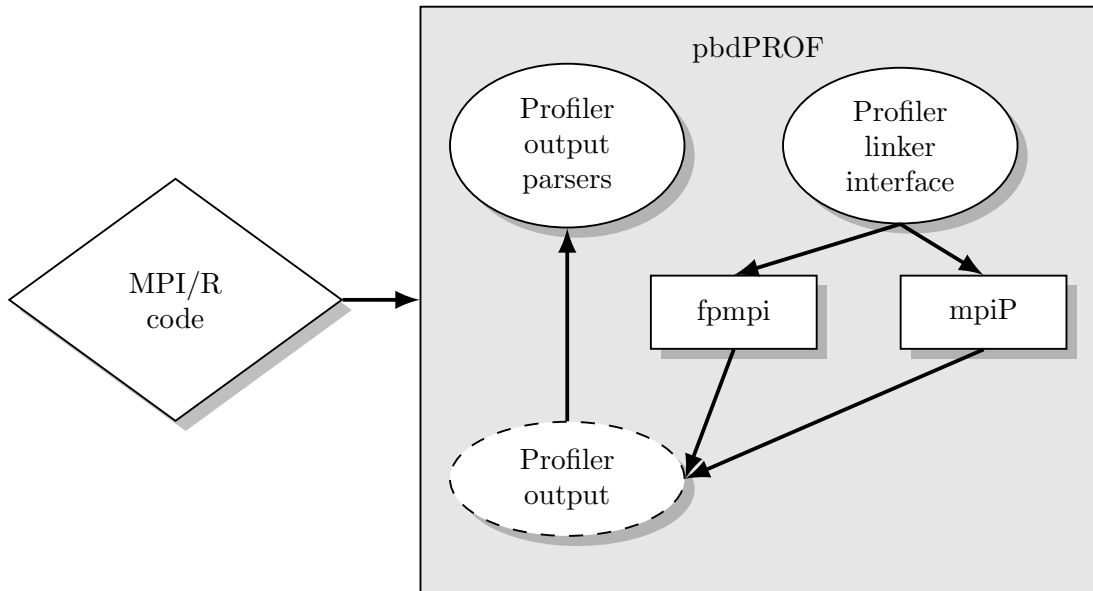 pbdPROF
Profiler
output
parsers
Profiler
linker
interface
MPI/R
code
fpmpi
mpiP
Profiler
output